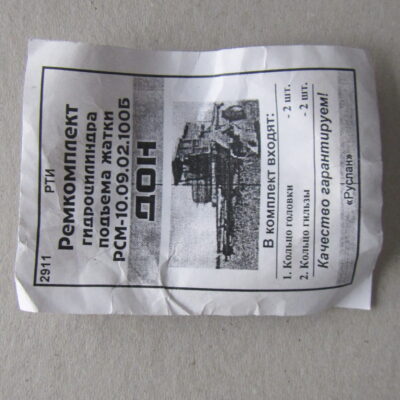 РТИ
2911
Ремкомплект
гидроцилиндра
подъема жатки
РСМ-10.09.02.100Б
ДОН
В комплект входят:
1. Кольцо головки - 2 шт.
2. Кольцо гильзы - 2 шт.
Качество гарантируем!
«Руслан»